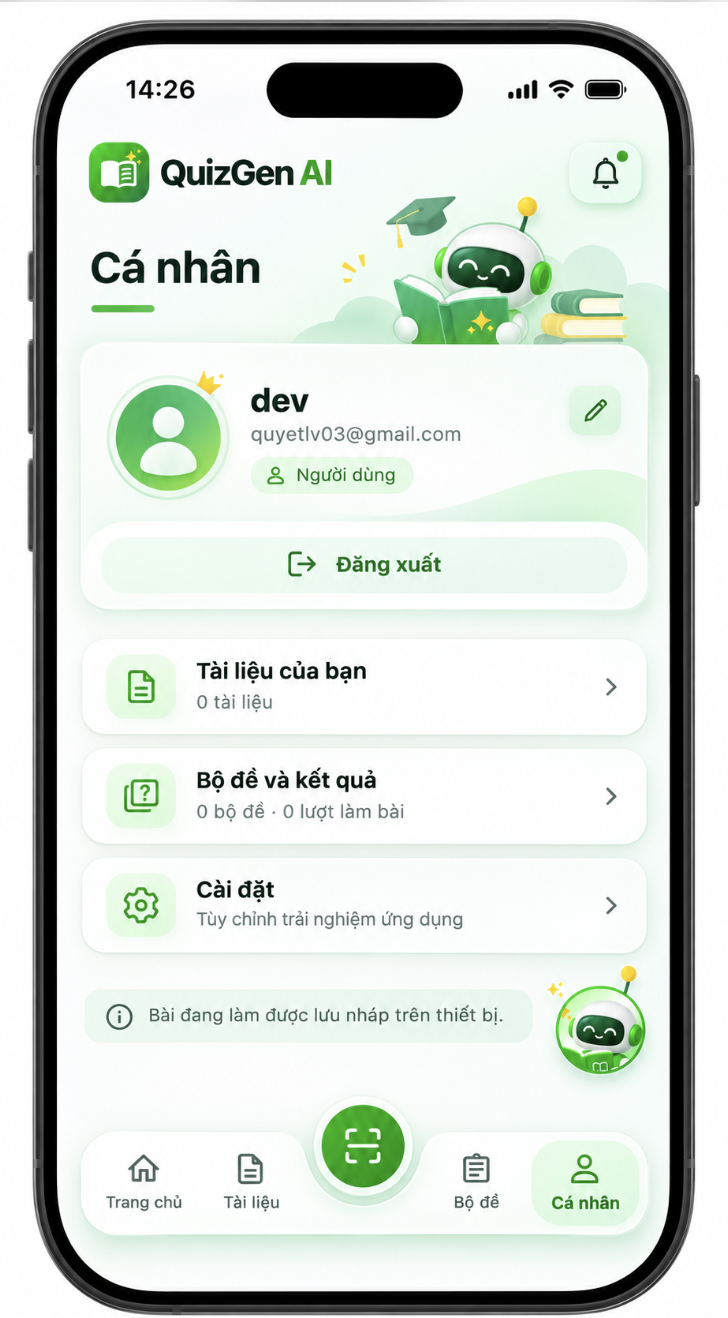 14:26
QuizGen AI
Cá nhân
dev
quyetlv03@gmail.com
Người dùng
Đăng xuất
Tài liệu của bạn
0 tài liệu
Bộ đề và kết quả
0 bộ đề · 0 lượt làm bài
Cài đặt
Tùy chỉnh trải nghiệm ứng dụng
Bài đang làm được lưu nháp trên thiết bị.
Trang chủ
Tài liệu
Bộ đề
Cá nhân